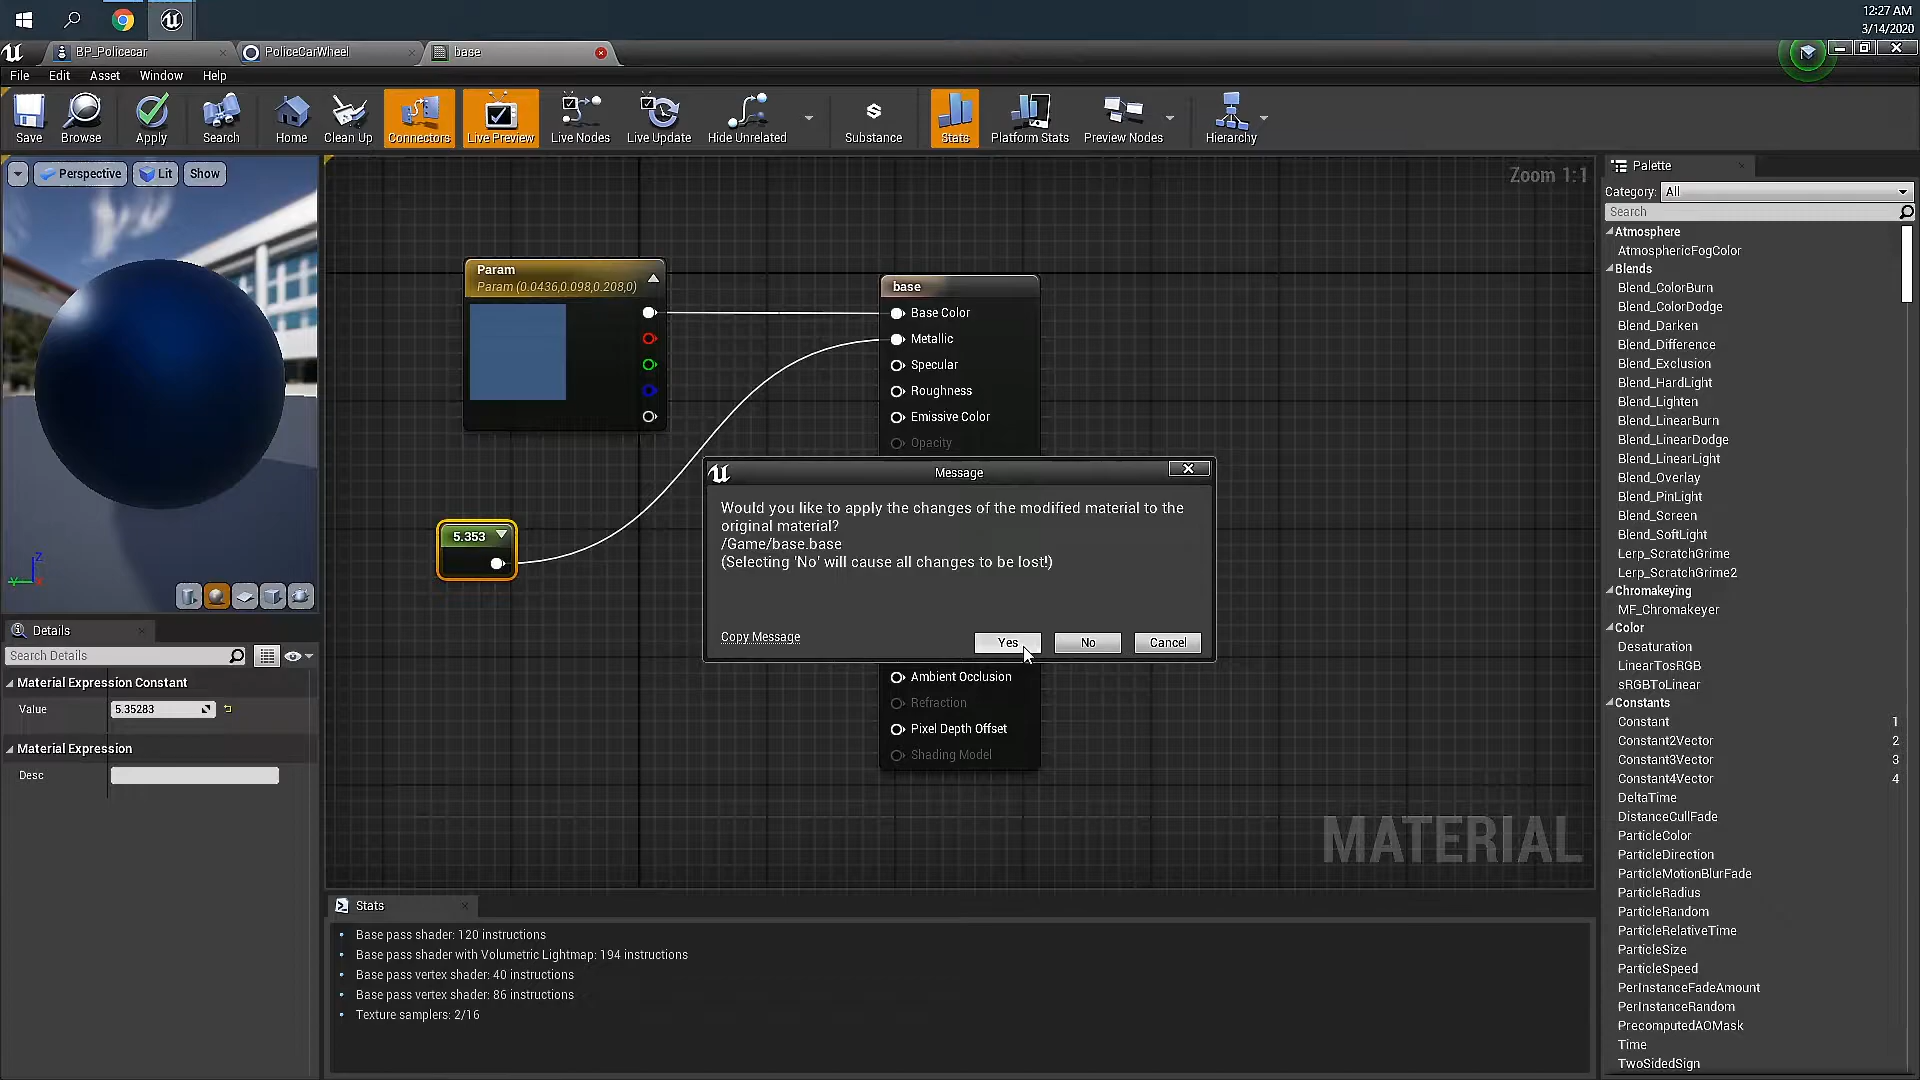 12:27 AM
3/14/2020
BP_Policecar
PoliceCarWheel
base
File Edit Asset Window Help
Save Browse Apply Search Home Clean Up Connectors Live Preview Live Nodes Live Update Hide Unrelated Substance Stats Platform Stats Preview Nodes Hierarchy
Perspective Lit Show
Zoom 1:1
Param
Param (0.0436,0.098,0.208,0)
base
Base Color
Metallic
Specular
Roughness
Emissive Color
Opacity
5.353
Message
Would you like to apply the changes of the modified material to the
original material?
/Game/base.base
(Selecting 'No' will cause all changes to be lost!)
Copy Message
Yes No Cancel
Ambient Occlusion
Refraction
Pixel Depth Offset
Shading Model
MATERIAL
z
y
Details
Search Details
Material Expression Constant
Value 5.35283
Material Expression
Desc
Stats
Base pass shader: 120 instructions
Base pass shader with Volumetric Lightmap: 194 instructions
Base pass vertex shader: 40 instructions
Base pass vertex shader: 86 instructions
Texture samplers: 2/16
Palette
Category: All
Search
Atmosphere
AtmosphericFogColor
Blends
Blend_ColorBurn
Blend_ColorDodge
Blend_Darken
Blend_Difference
Blend_Exclusion
Blend_HardLight
Blend_Lighten
Blend_LinearBurn
Blend_LinearDodge
Blend_LinearLight
Blend_Overlay
Blend_PinLight
Blend_Screen
Blend_SoftLight
Lerp_ScratchGrime
Lerp_ScratchGrime2
Chromakeying
MF_Chromakeyer
Color
Desaturation
LinearTosRGB
sRGBToLinear
Constants
Constant 1
Constant2Vector 2
Constant3Vector 3
Constant4Vector 4
DeltaTime
DistanceCullFade
ParticleColor
ParticleDirection
ParticleMotionBlurFade
ParticleRadius
ParticleRandom
ParticleRelativeTime
ParticleSize
ParticleSpeed
PerInstanceFadeAmount
PerInstanceRandom
PrecomputedAOMask
Time
TwoSidedSign